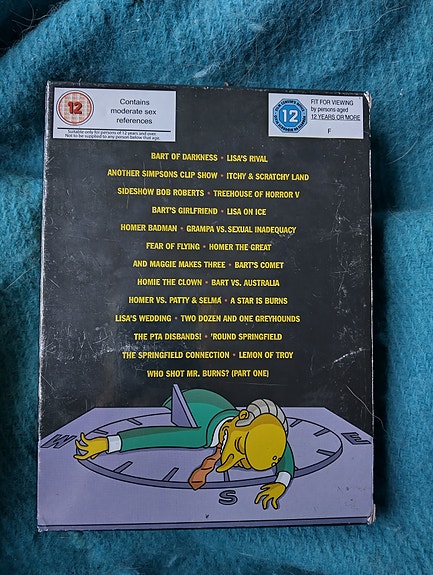 12
Contains
moderate sex
references
Suitable only for persons of 12 years and over.
Not to be supplied to any person below that age.
12
FIT FOR VIEWING
by persons aged
12 YEARS OR MORE
F
BART OF DARKNESS • LISA'S RIVAL
ANOTHER SIMPSONS CLIP SHOW • ITCHY & SCRATCHY LAND
SIDESHOW BOB ROBERTS • TREEHOUSE OF HORROR V
BART'S GIRLFRIEND • LISA ON ICE
HOMER BADMAN • GRAMPA VS. SEXUAL INADEQUACY
FEAR OF FLYING • HOMER THE GREAT
AND MAGGIE MAKES THREE • BART'S COMET
HOMIE THE CLOWN • BART VS. AUSTRALIA
HOMER VS. PATTY & SELMA • A STAR IS BURNS
LISA'S WEDDING • TWO DOZEN AND ONE GREYHOUNDS
THE PTA DISBANDS! • 'ROUND SPRINGFIELD
THE SPRINGFIELD CONNECTION • LEMON OF TROY
WHO SHOT MR. BURNS? (PART ONE)
W
E
S